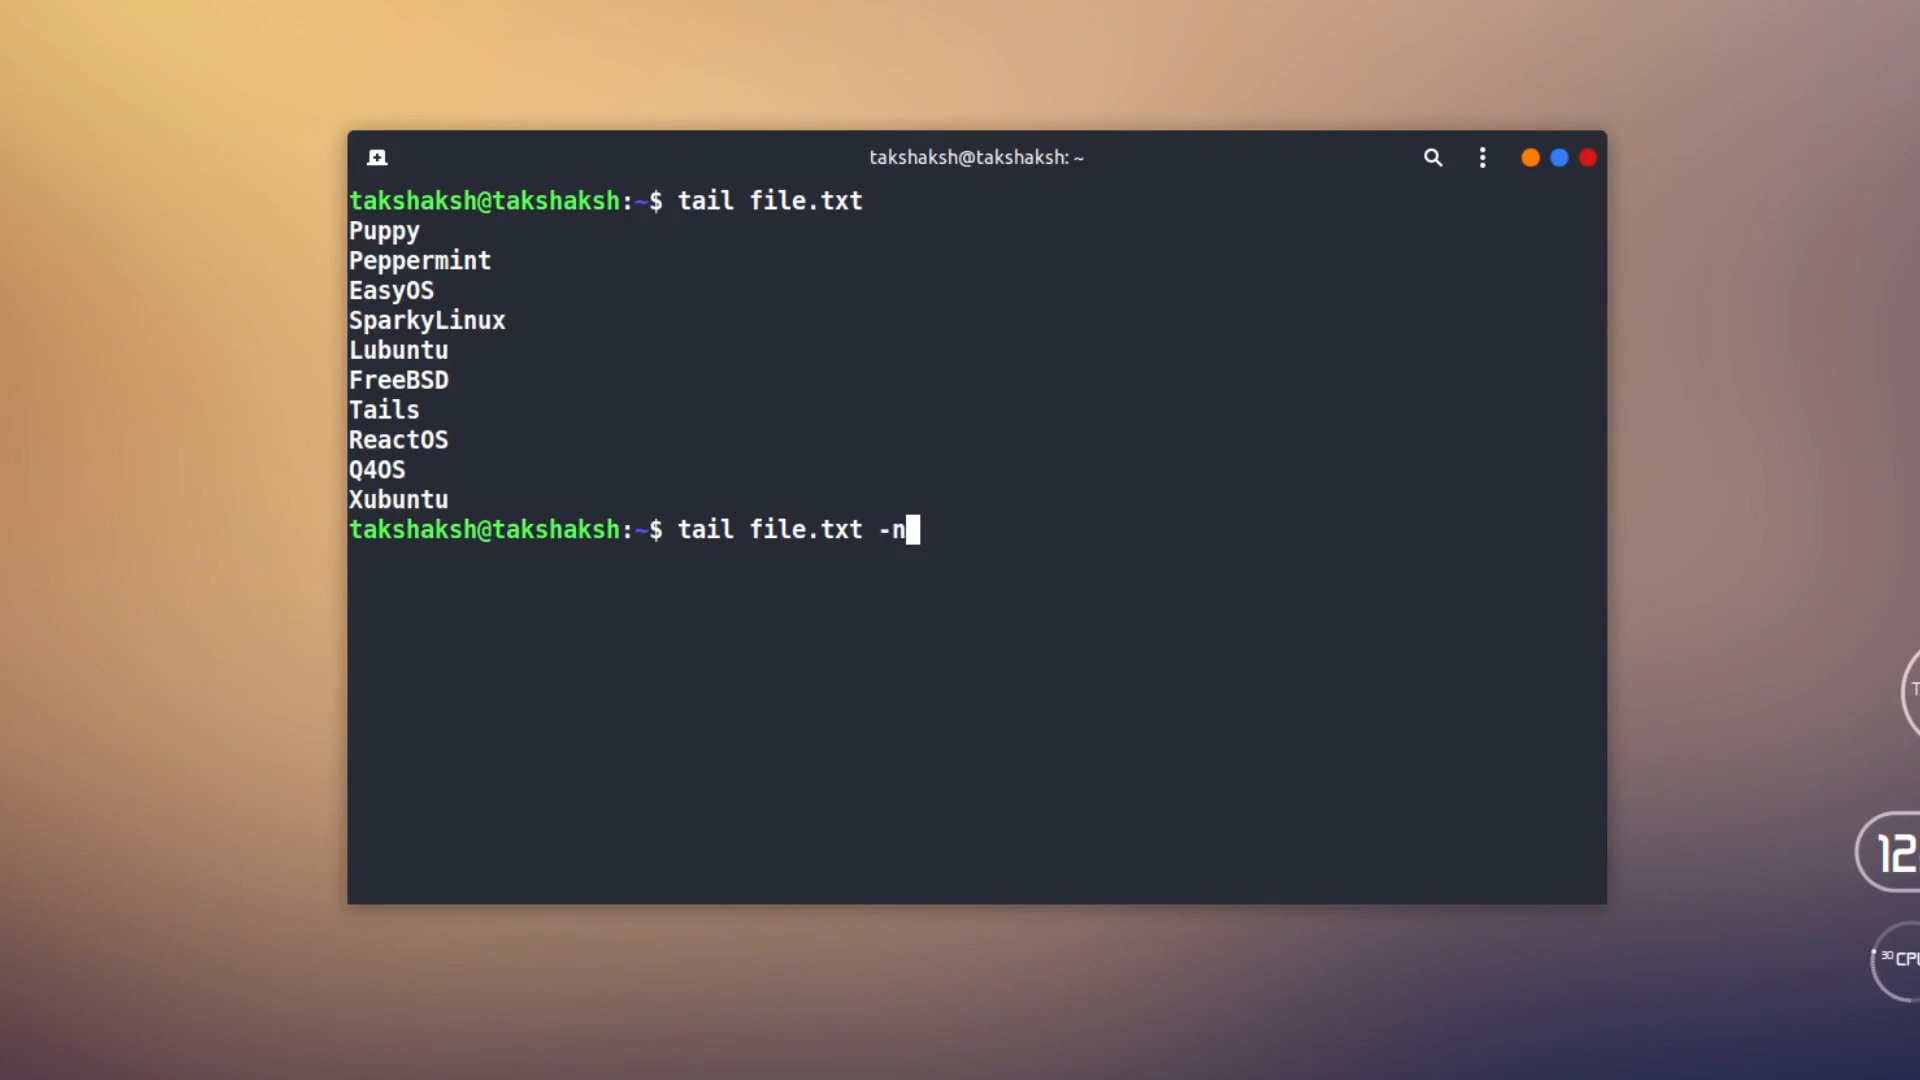 takshaksh@takshaksh: ~
takshaksh@takshaksh:~$ tail file.txt
Puppy
Peppermint
EasyOS
SparkyLinux
Lubuntu
FreeBSD
Tails
ReactOS
Q4OS
Xubuntu
takshaksh@takshaksh:~$ tail file.txt -n
12
30 CPU